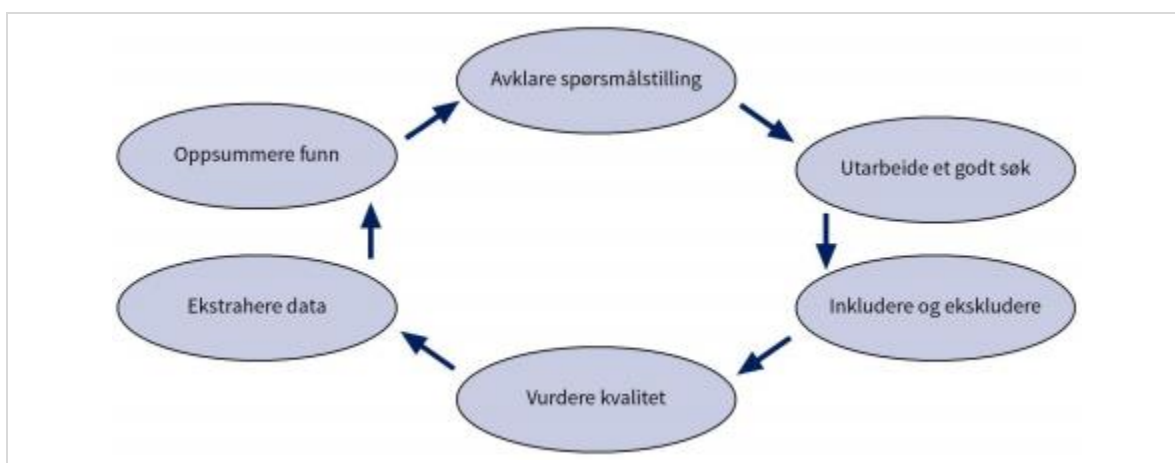 Avklare spørsmålstilling
Utarbeide et godt søk
Inkludere og ekskludere
Vurdere kvalitet
Ekstrahere data
Oppsummere funn